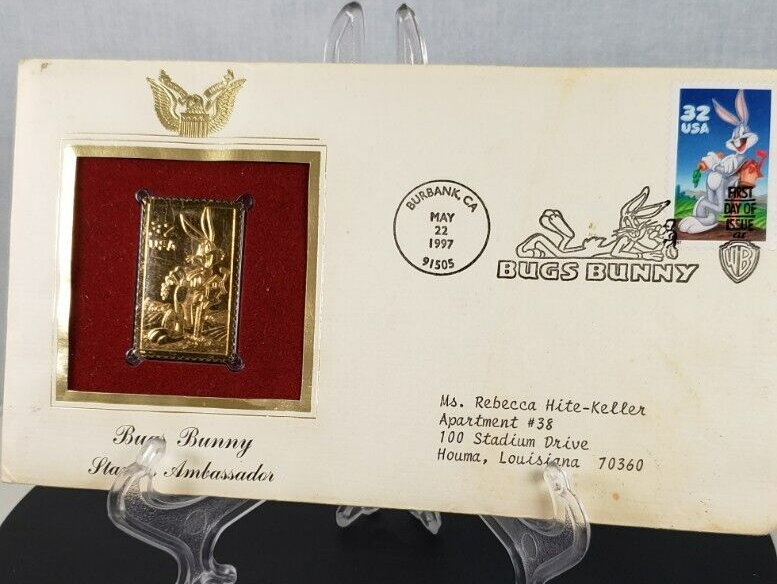 32
USA
USA
BURBANK, CA
MAY
22
1997
91505
BUGS BUNNY
FIRST
DAY OF
ISSUE
at
WB
Ms. Rebecca Hite-Keller
Apartment #38
100 Stadium Drive
Houma, Louisiana 70360
Bugs Bunny
Ambassador